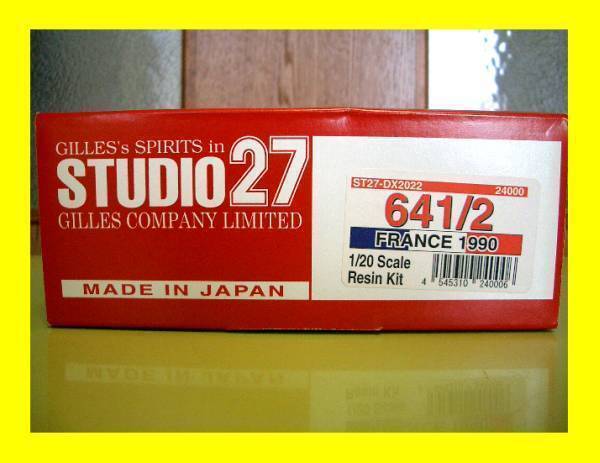 GILLES's SPIRITS in
STUDIO27
GILLES COMPANY LIMITED
MADE IN JAPAN
ST27-DX2022 24000
641/2
FRANCE 1990
1/20 Scale
Resin Kit
4 545310 240006